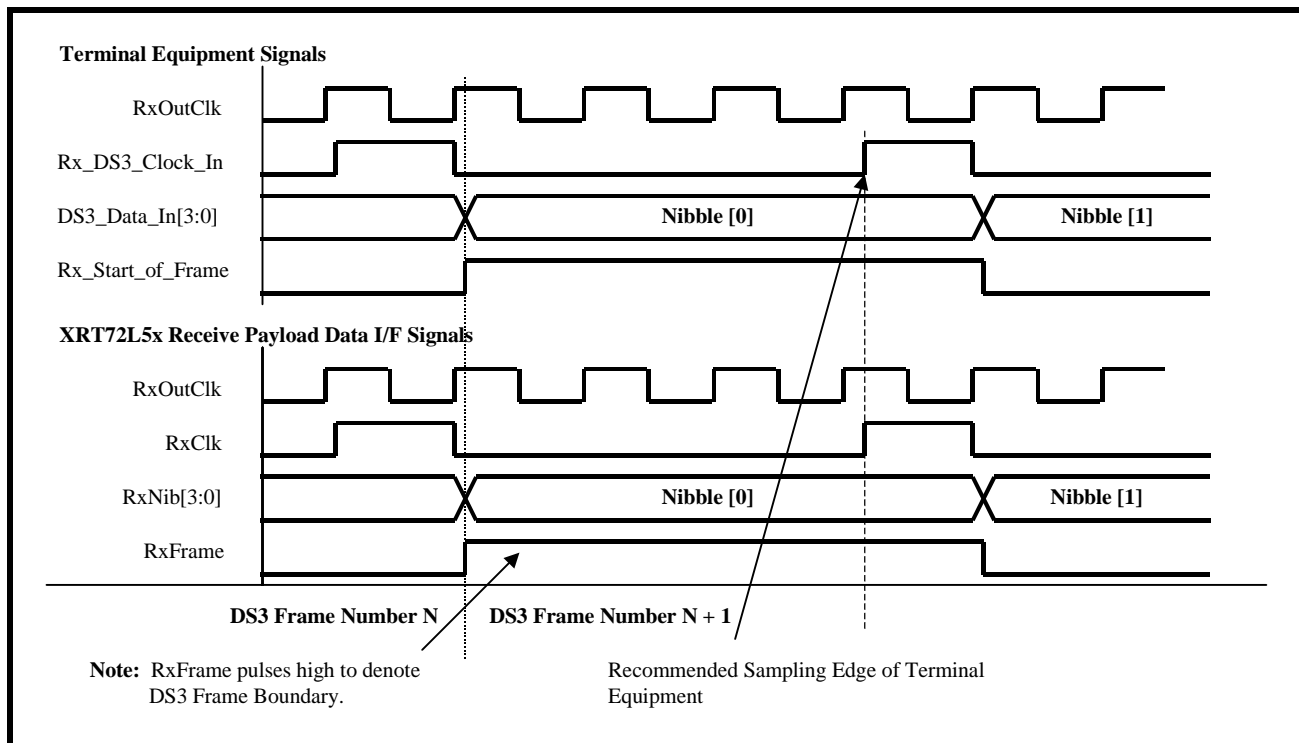 Terminal Equipment Signals
RxOutClk
Rx_DS3_Clock_In
DS3_Data_In[3:0]
Nibble [0]
Nibble [1]
Rx_Start_of_Frame
XRT72L5x Receive Payload Data I/F Signals
RxOutClk
RxClk
RxNib[3:0]
Nibble [0]
Nibble [1]
RxFrame
DS3 Frame Number N
DS3 Frame Number N + 1
Note: RxFrame pulses high to denote
DS3 Frame Boundary.
Recommended Sampling Edge of Terminal
Equipment